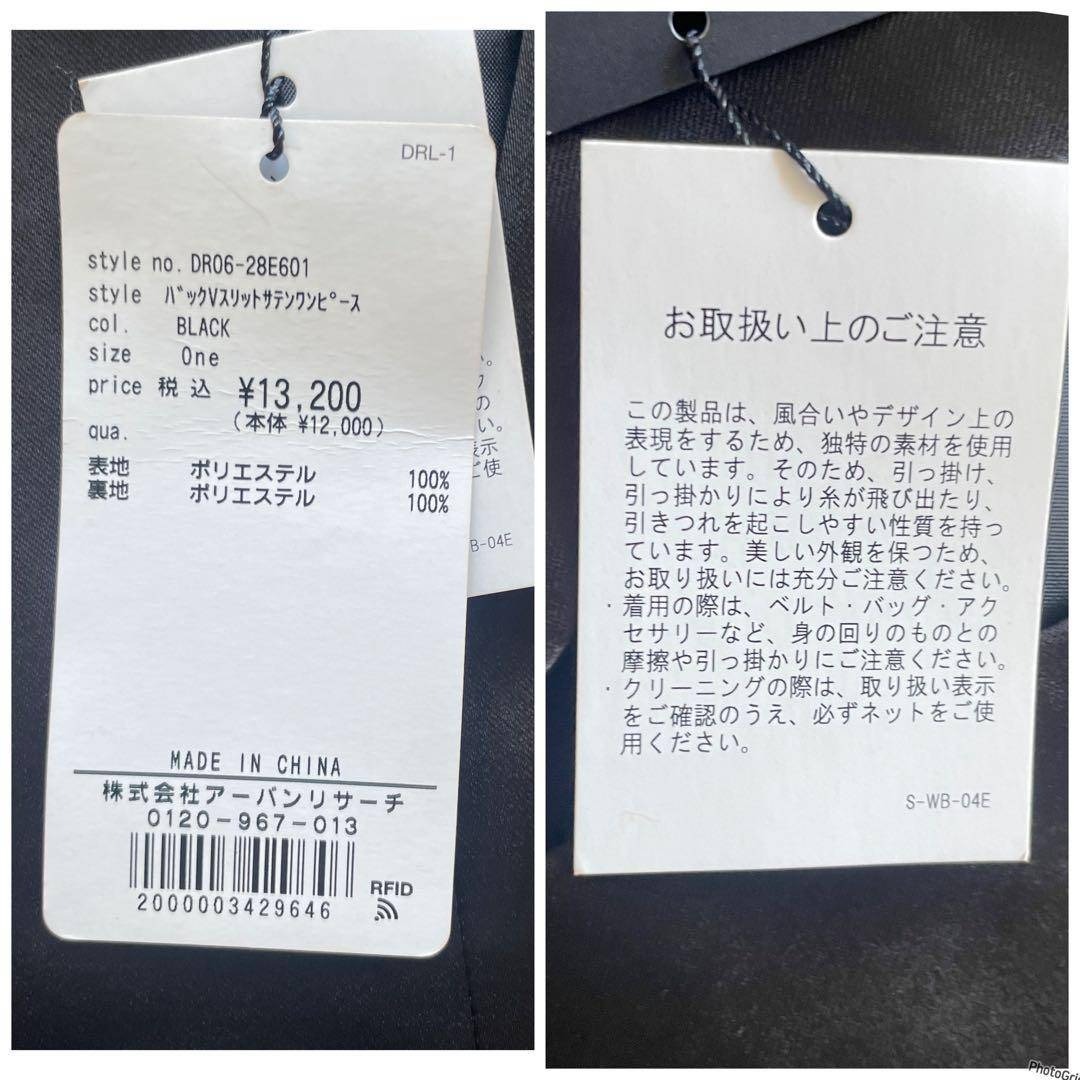 DRL-1
style no. DR06-28E601
style バックVスリットサテンワンピース
col. BLACK
size One
price 税込 ¥13,200
(本体 ¥12,000)
qua.
表地 ポリエステル 100%
裏地 ポリエステル 100%
MADE IN CHINA
株式会社アーバンリサーチ
0120-967-013
RFID
2000003429646
い。
表示
ご使
B-04E
お取扱い上のご注意
この製品は、風合いやデザイン上の
表現をするため、独特の素材を使用
しています。そのため、引っ掛け、
引っ掛かりにより糸が飛び出たり、
引きつれを起こしやすい性質を持っ
ています。美しい外観を保つため、
お取り扱いには充分ご注意ください。
・着用の際は、ベルト・バッグ・アク
セサリーなど、身の回りのものとの
摩擦や引っ掛かりにご注意ください。
・クリーニングの際は、取り扱い表示
をご確認のうえ、必ずネットをご使
用ください。
S-WB-04E
PhotoGri